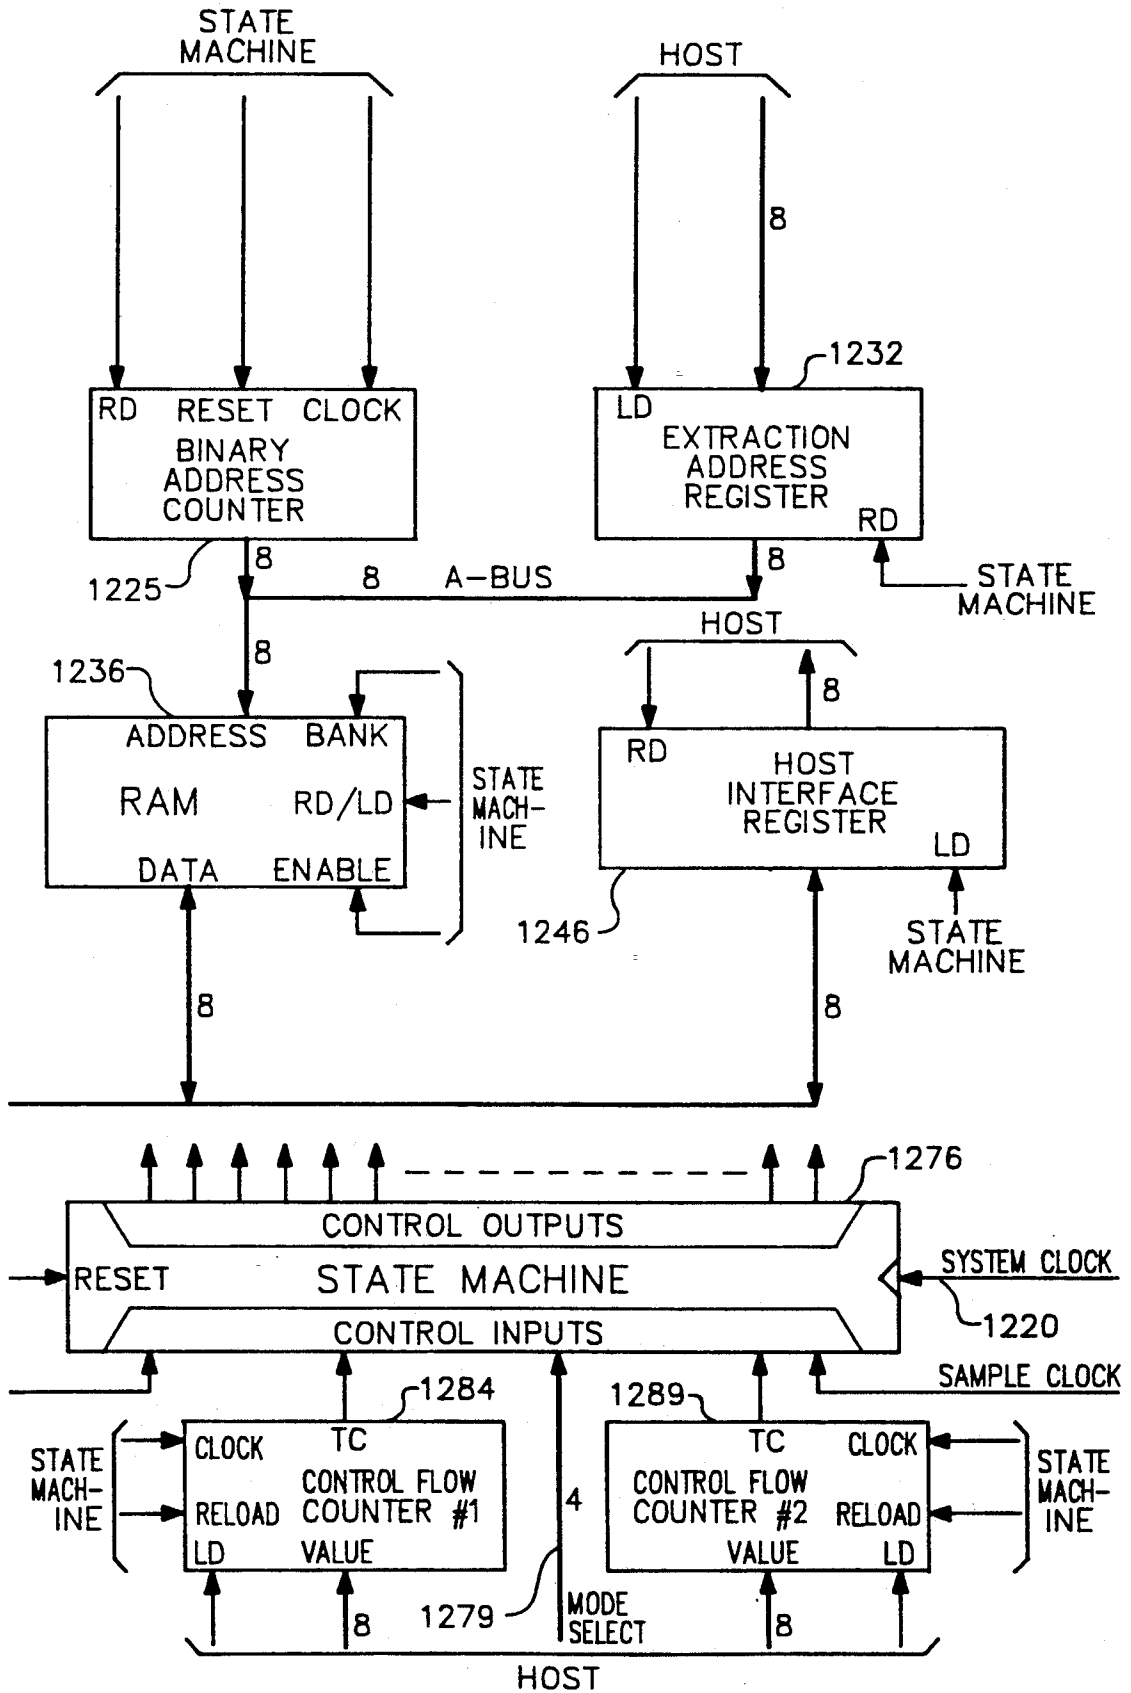 STATE
MACHINE
HOST
8
1232
RD RESET CLOCK
BINARY
ADDRESS
COUNTER
LD
EXTRACTION
ADDRESS
REGISTER
RD
1225
8
8 A-BUS
8
STATE
MACHINE
HOST
8
1236
8
ADDRESS BANK
RAM RD/LD
DATA ENABLE
STATE
MACH-
INE
RD
HOST
INTERFACE
REGISTER
LD
1246
STATE
MACHINE
8
8
1276
CONTROL OUTPUTS
RESET STATE MACHINE
CONTROL INPUTS
SYSTEM CLOCK
1220
SAMPLE CLOCK
1284
1289
STATE
MACH-
INE
CLOCK TC
CONTROL FLOW
COUNTER #1
RELOAD
LD VALUE
4
TC CLOCK
CONTROL FLOW
COUNTER #2
RELOAD
VALUE LD
STATE
MACH-
INE
8
1279
MODE
SELECT
8
HOST